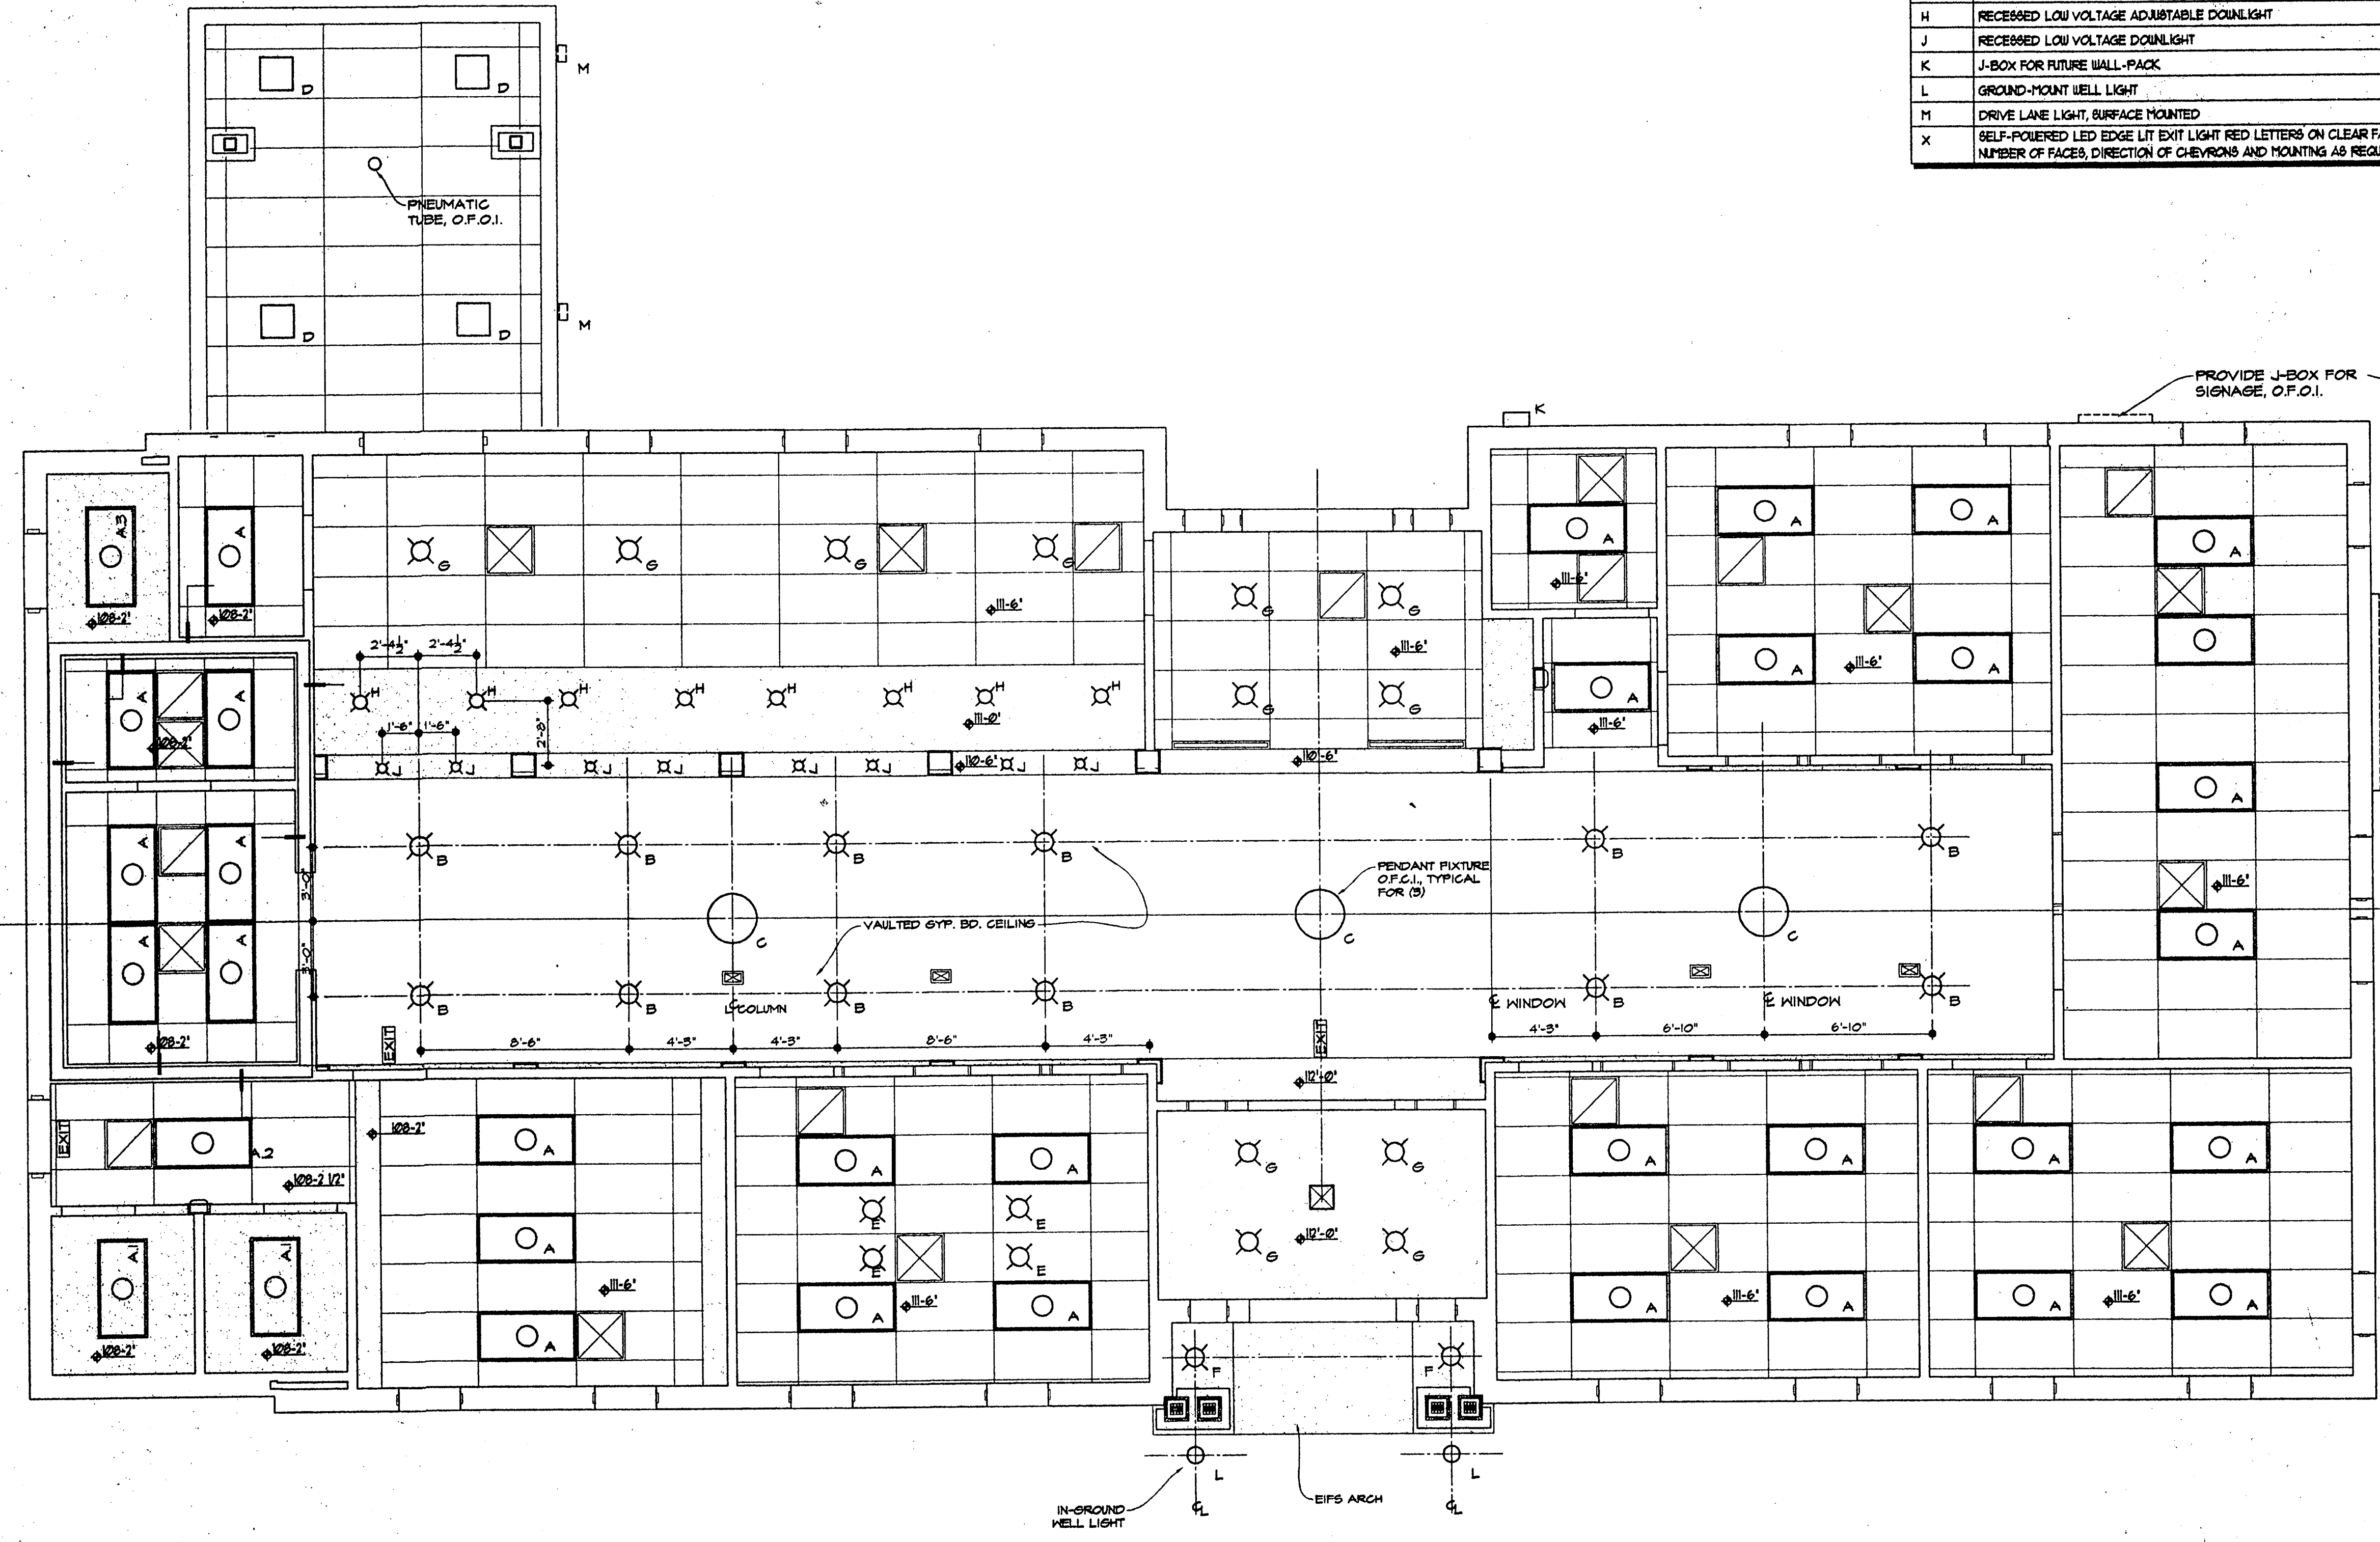 H RECESSED LOW VOLTAGE ADJUSTABLE DOWNLIGHT
J RECESSED LOW VOLTAGE DOWNLIGHT
K J-BOX FOR FUTURE WALL-PACK
L GROUND-MOUNT WELL LIGHT
M DRIVE LANE LIGHT, SURFACE MOUNTED
X SELF-POWERED LED EDGE LIT EXIT LIGHT RED LETTERS ON CLEAR
NUMBER OF FACES, DIRECTION OF CHEVRONS AND MOUNTING AS
D D M
PNEUMATIC
TUBE, O.F.O.I.
D D M
PROVIDE J-BOX FOR
SIGNAGE, O.F.O.I.
K
A.3 A
G G G G
A A A A
111'-6" G G 111'-6"
108'-2" 108'-2"
2'-4½" 2'-4½"
111'-6"
A A A 111'-6" A
H H H H H H H H
G G
A A
111'-0"
111'-6"
1'-6" 1'-6" 2'-8"
108'-2"
J J J J J J 110'-6" J J
110'-6"
A
A A
B B B B B B
3'-0"
PENDANT FIXTURE
O.F.C.I., TYPICAL
FOR (3)
111'-6"
VAULTED GYP. BD. CEILING
C C C
A
3'-0"
A A
B B B B B B
℄ COLUMN
℄ WINDOW
℄ WINDOW
EXIT
8'-6" 4'-3" 4'-3" 8'-6" 4'-3"
EXIT
4'-3" 6'-10" 6'-10"
108'-2"
112'-0"
108'-2"
EXIT
A.2
A
A A
G G
A A A A
108'-2 1/2"
E E
A.1 A.1
A
E E
G G
112'-0"
111'-6"
A
111'-6"
A A
111'-6"
A A
111'-6"
A A
108'-2" 108'-2"
F F
L L
IN-GROUND
WELL LIGHT
℄
EIFS ARCH
℄